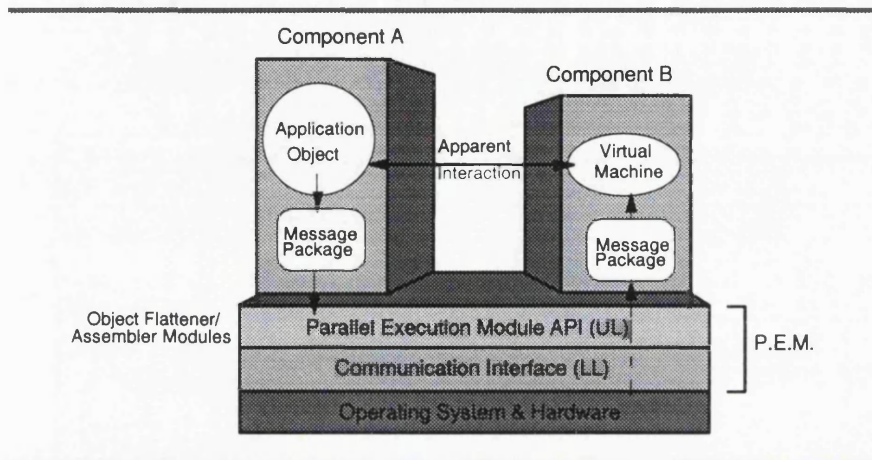 Component A
Component B
Application
Object
Apparent
Interaction
Virtual
Machine
Message
Package
Message
Package
Object Flattener/
Assembler Modules
Parallel Execution Module API (UL)
P.E.M.
Communication Interface (LL)
Operating System & Hardware